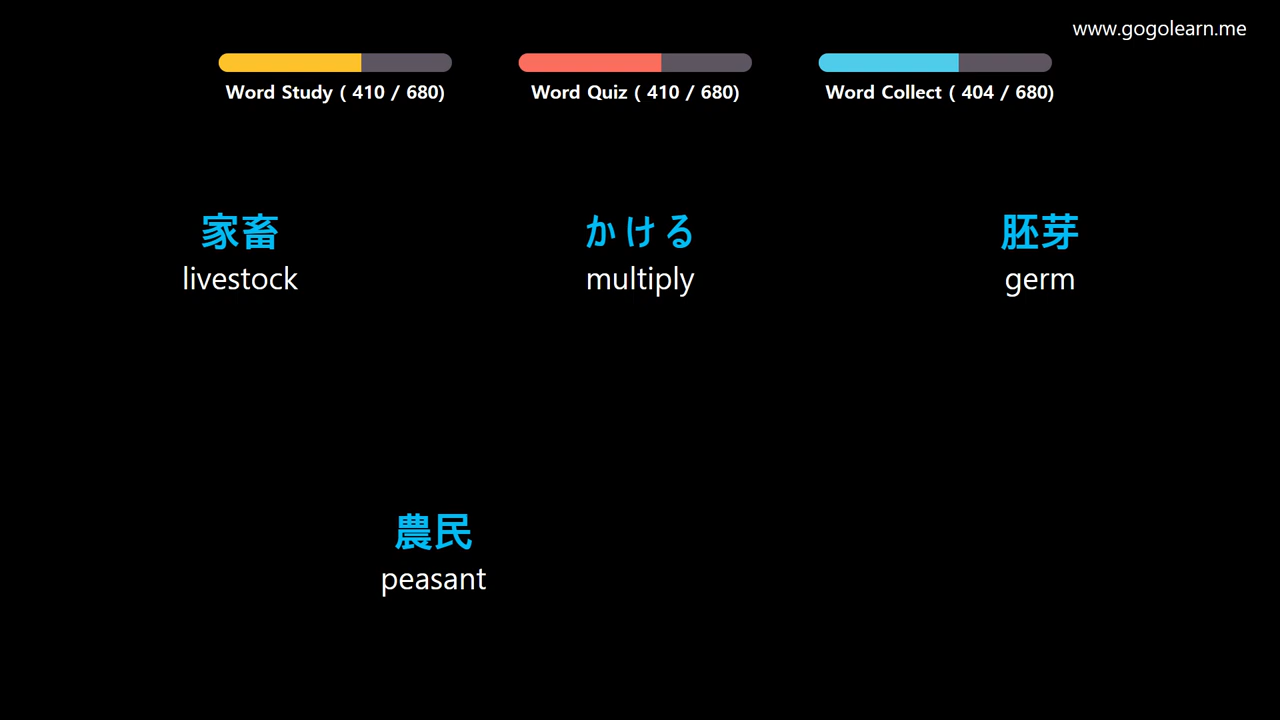 www.gogolearn.me
Word Study ( 410 / 680)
Word Quiz ( 410 / 680)
Word Collect ( 404 / 680)
家畜
livestock
かける
multiply
胚芽
germ
農民
peasant